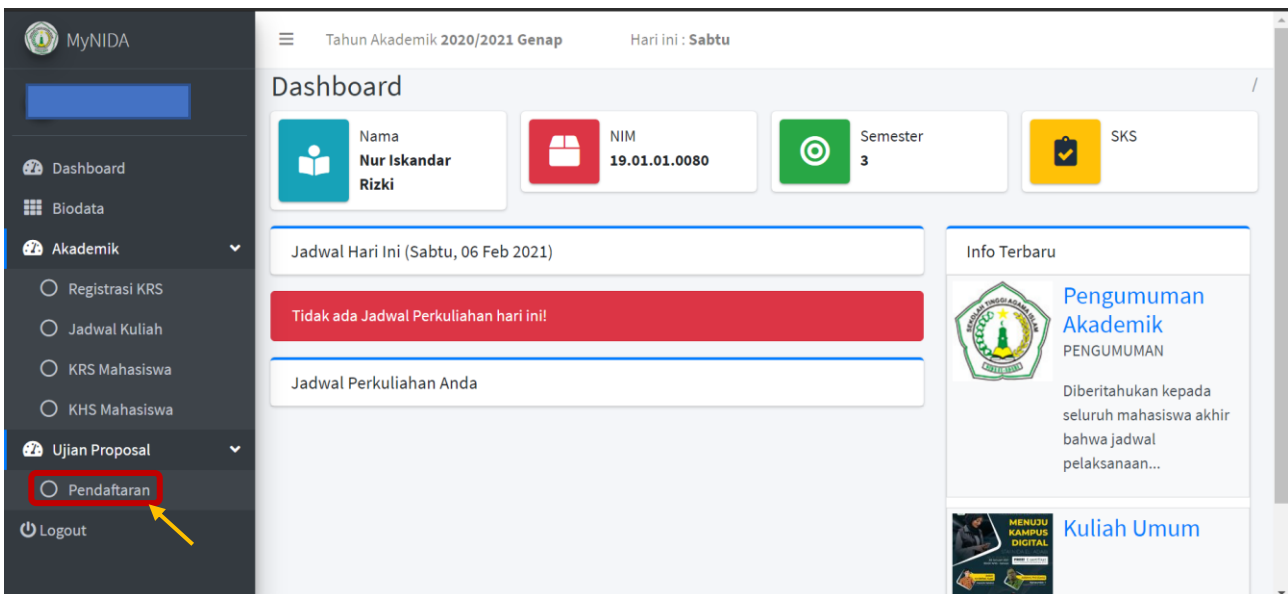 MyNIDA
Tahun Akademik 2020/2021 Genap
Hari ini : Sabtu
Dashboard
Biodata
Akademik
Registrasi KRS
Jadwal Kuliah
KRS Mahasiswa
KHS Mahasiswa
Ujian Proposal
Pendaftaran
Logout
Dashboard
/
Nama
Nur Iskandar
Rizki
NIM
19.01.01.0080
Semester
3
SKS
Jadwal Hari Ini (Sabtu, 06 Feb 2021)
Tidak ada Jadwal Perkuliahan hari ini!
Jadwal Perkuliahan Anda
Info Terbaru
Pengumuman
Akademik
PENGUMUMAN
Diberitahukan kepada
seluruh mahasiswa akhir
bahwa jadwal
pelaksanaan...
MENUJU
KAMPUS
DIGITAL
Kuliah Umum